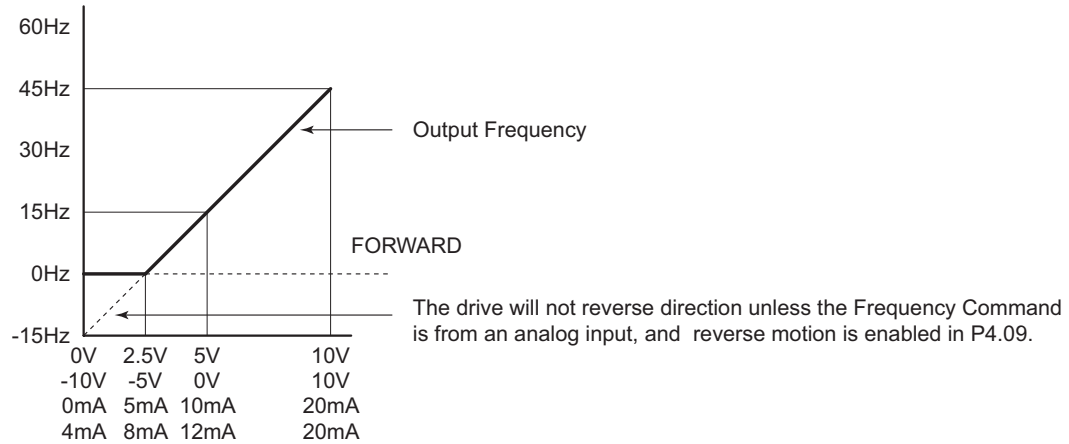 60Hz
45Hz
Output Frequency
30Hz
15Hz
FORWARD
0Hz
The drive will not reverse direction unless the Frequency Command
is from an analog input, and reverse motion is enabled in P4.09.
-15Hz
0V 2.5V 5V 10V
-10V -5V 0V 10V
0mA 5mA 10mA 20mA
4mA 8mA 12mA 20mA